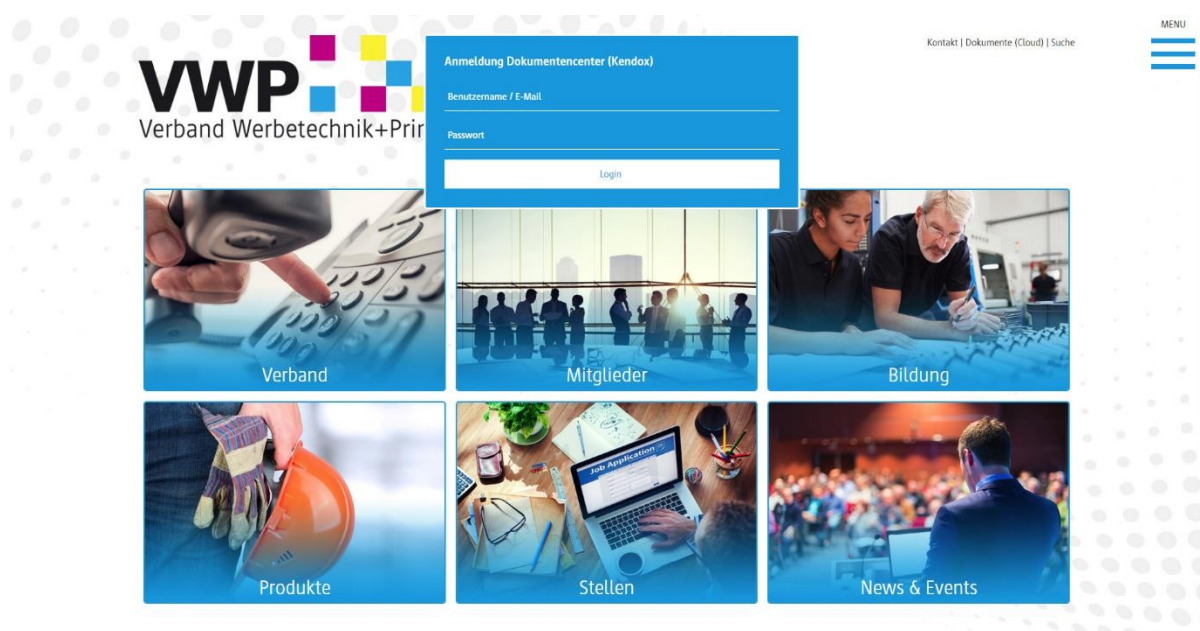 MENU
Kontakt | Dokumente (Cloud) | Suche
VWP
Verband Werbetechnik+Prin
Anmeldung Dokumentencenter (Kendox)
Benutzername / E-Mail
Passwort
Login
Verband
Mitglieder
Bildung
Job Application
Produkte
Stellen
News & Events